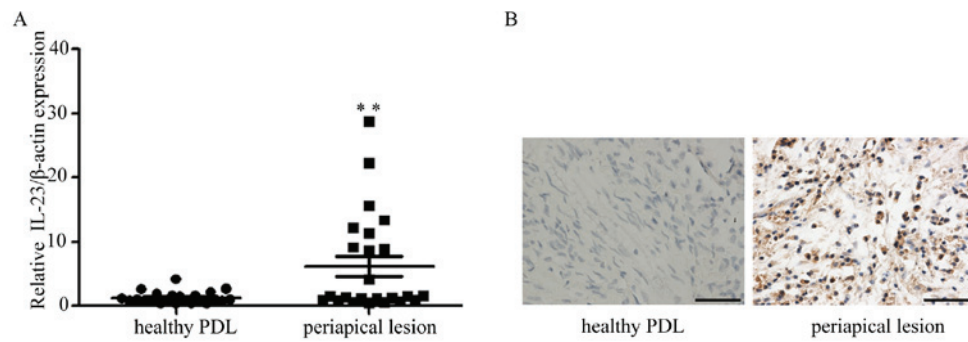 A
B
Relative IL-23/β-actin expression
40
30
20
10
0
**
healthy PDL
periapical lesion
healthy PDL
periapical lesion